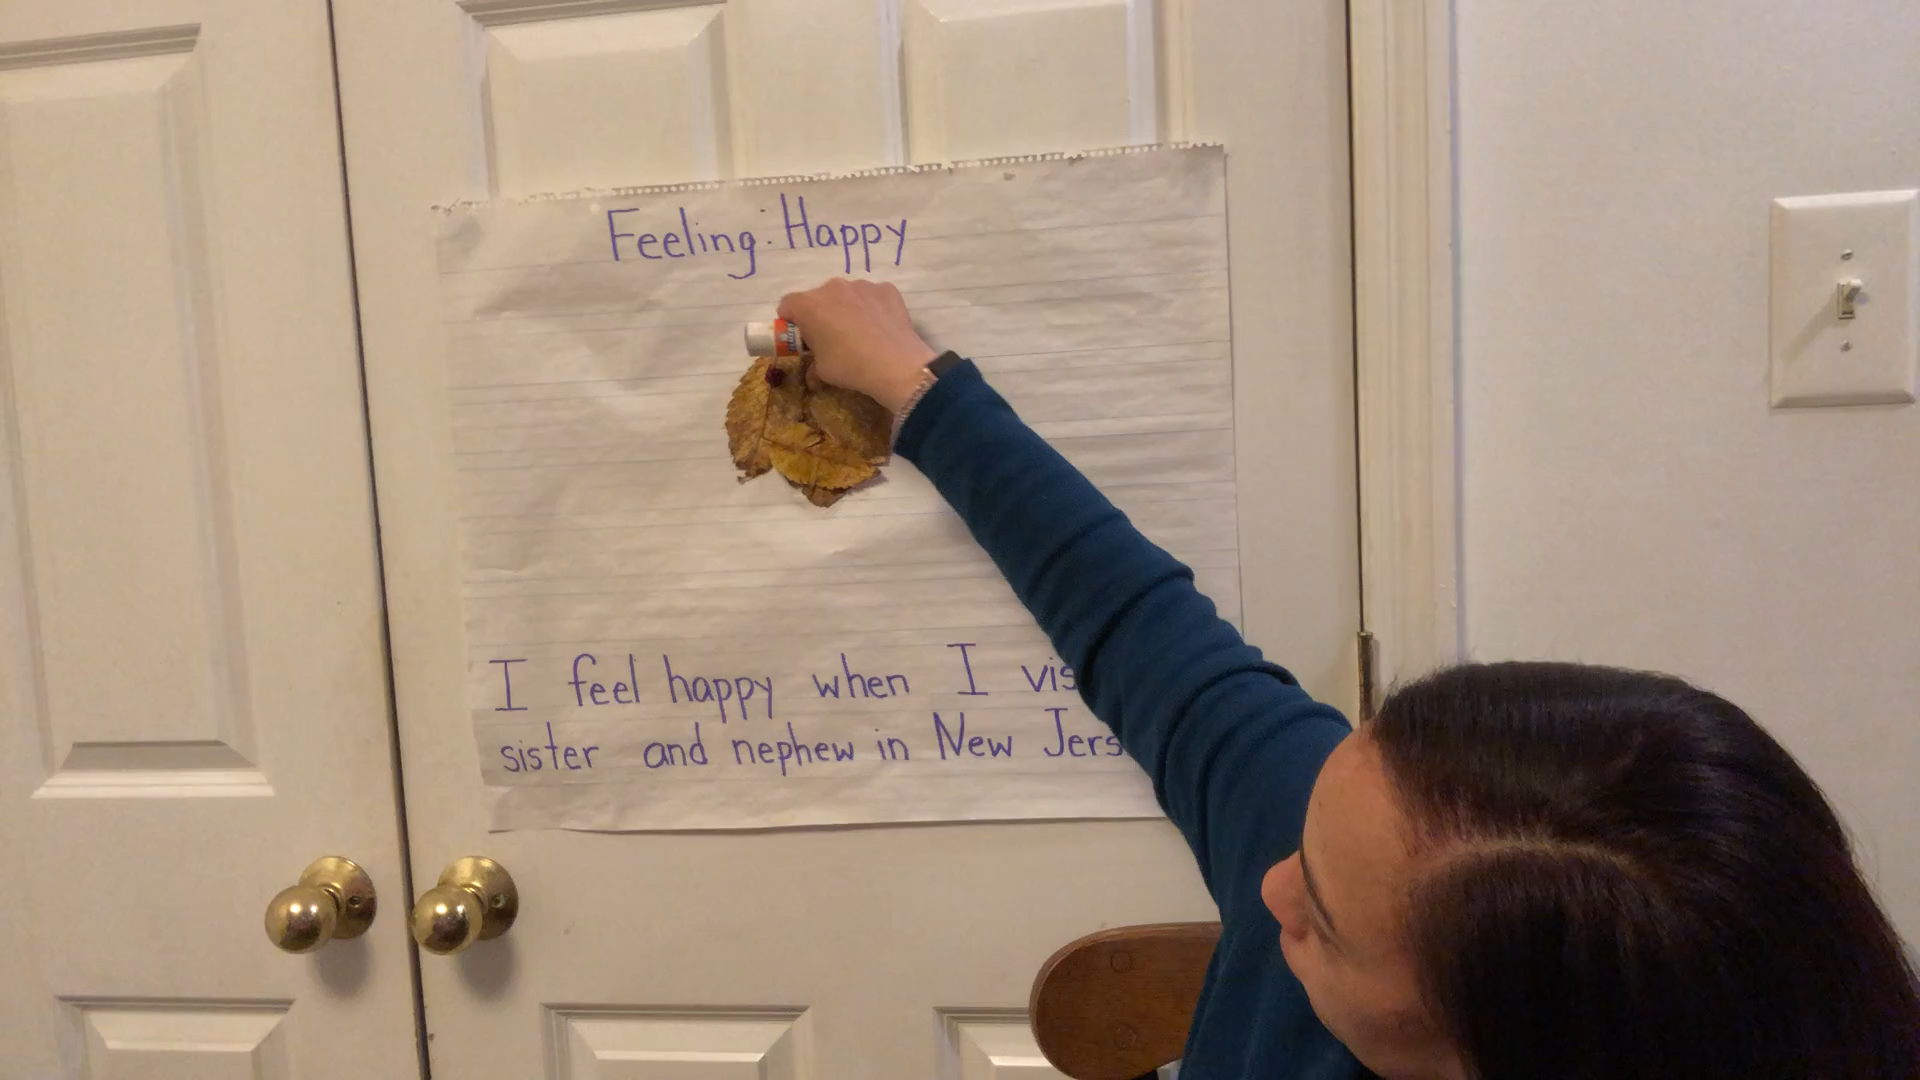 Feeling: Happy
I feel happy when I vis
sister and nephew in New Jers